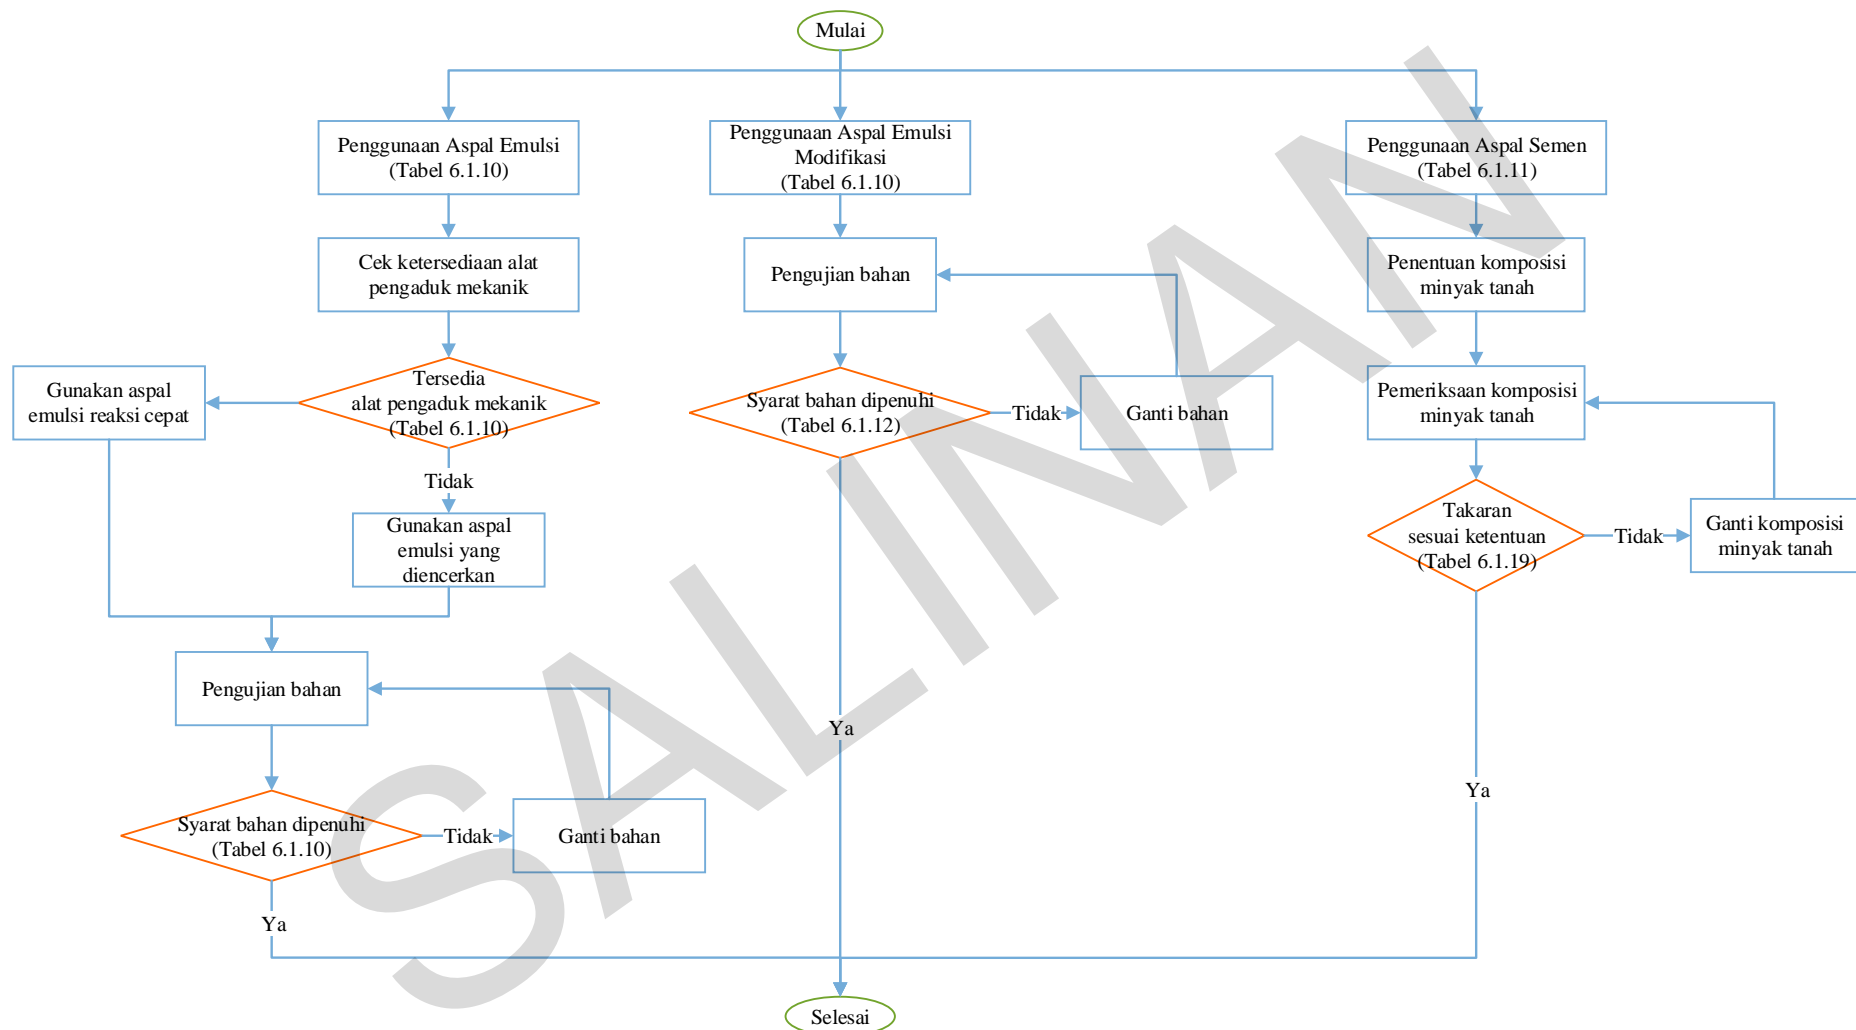 Mulai
Penggunaan Aspal Emulsi
(Tabel 6.1.10)
Penggunaan Aspal Emulsi
Modifikasi
(Tabel 6.1.10)
Penggunaan Aspal Semen
(Tabel 6.1.11)
Cek ketersediaan alat
pengaduk mekanik
Pengujian bahan
Penentuan komposisi
minyak tanah
Gunakan aspal
emulsi reaksi cepat
Tersedia
alat pengaduk mekanik
(Tabel 6.1.10)
Syarat bahan dipenuhi
(Tabel 6.1.12)
Tidak
Ganti bahan
Pemeriksaan komposisi
minyak tanah
Tidak
Gunakan aspal
emulsi yang
diencerkan
Takaran
sesuai ketentuan
(Tabel 6.1.19)
Tidak
Ganti komposisi
minyak tanah
Pengujian bahan
Ya
Ya
Syarat bahan dipenuhi
(Tabel 6.1.10)
Tidak
Ganti bahan
Ya
Selesai
SALINAN